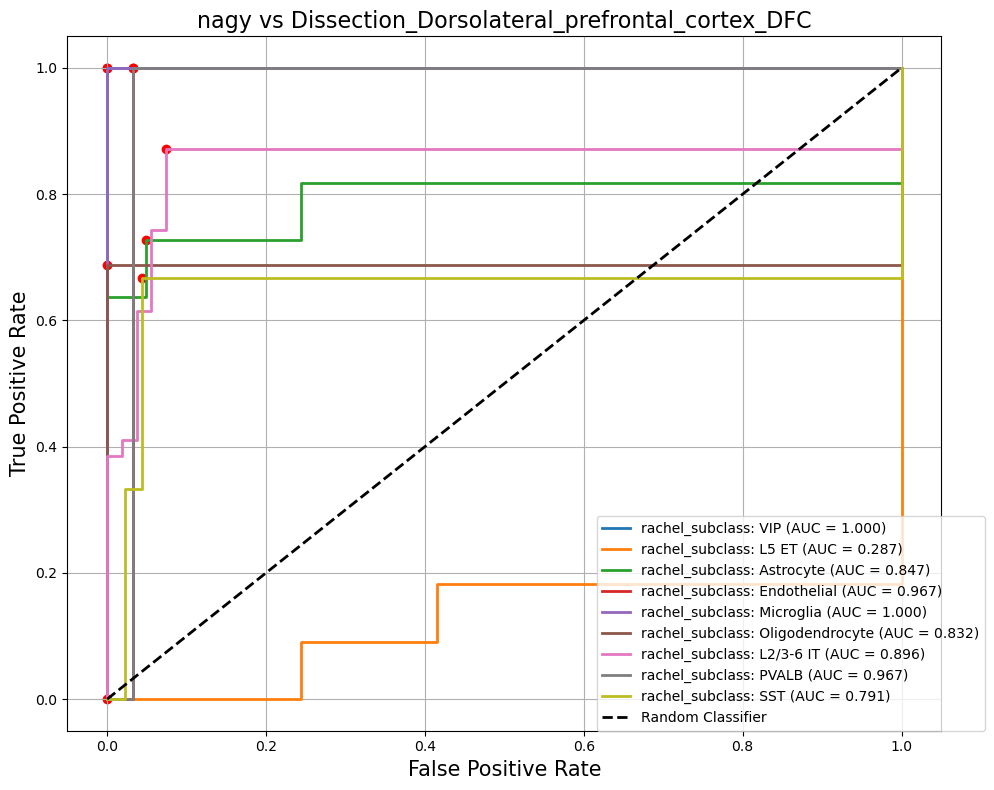 nagy vs Dissection_Dorsolateral_prefrontal_cortex_DFC
1.0
0.8
0.6
0.4
0.2
0.0
True Positive Rate
rachel_subclass: VIP (AUC = 1.000)
rachel_subclass: L5 ET (AUC = 0.287)
rachel_subclass: Astrocyte (AUC = 0.847)
rachel_subclass: Endothelial (AUC = 0.967)
rachel_subclass: Microglia (AUC = 1.000)
rachel_subclass: Oligodendrocyte (AUC = 0.832)
rachel_subclass: L2/3-6 IT (AUC = 0.896)
rachel_subclass: PVALB (AUC = 0.967)
rachel_subclass: SST (AUC = 0.791)
Random Classifier
0.0 0.2 0.4 0.6 0.8 1.0
False Positive Rate